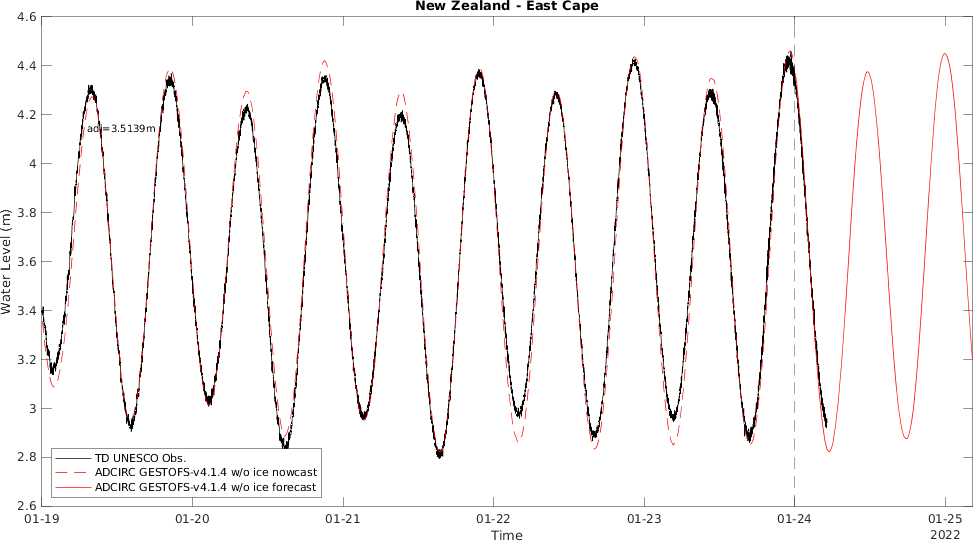 New Zealand - East Cape
4.6
4.4
4.2
4
3.8
3.6
3.4
3.2
3
2.8
2.6
Water Level (m)
adj=3.5139m
TD UNESCO Obs.
ADCIRC GESTOFS-v4.1.4 w/o ice nowcast
ADCIRC GESTOFS-v4.1.4 w/o ice forecast
01-19
01-20
01-21
01-22
01-23
01-24
01-25
Time
2022